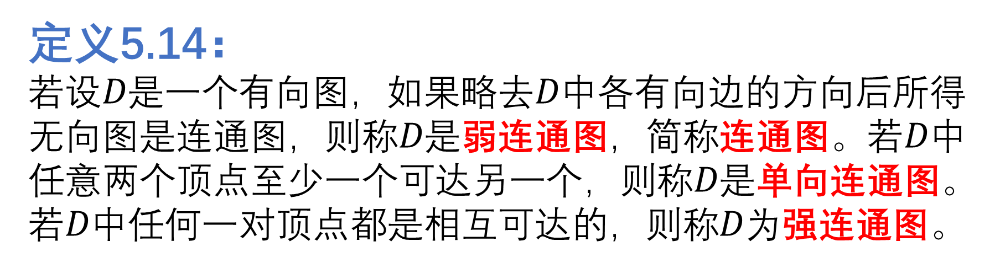 定义5.14：
若设D是一个有向图，如果略去D中各有向边的方向后所得
无向图是连通图，则称D是弱连通图，简称连通图。若D中
任意两个顶点至少一个可达另一个，则称D是单向连通图。
若D中任何一对顶点都是相互可达的，则称D为强连通图。